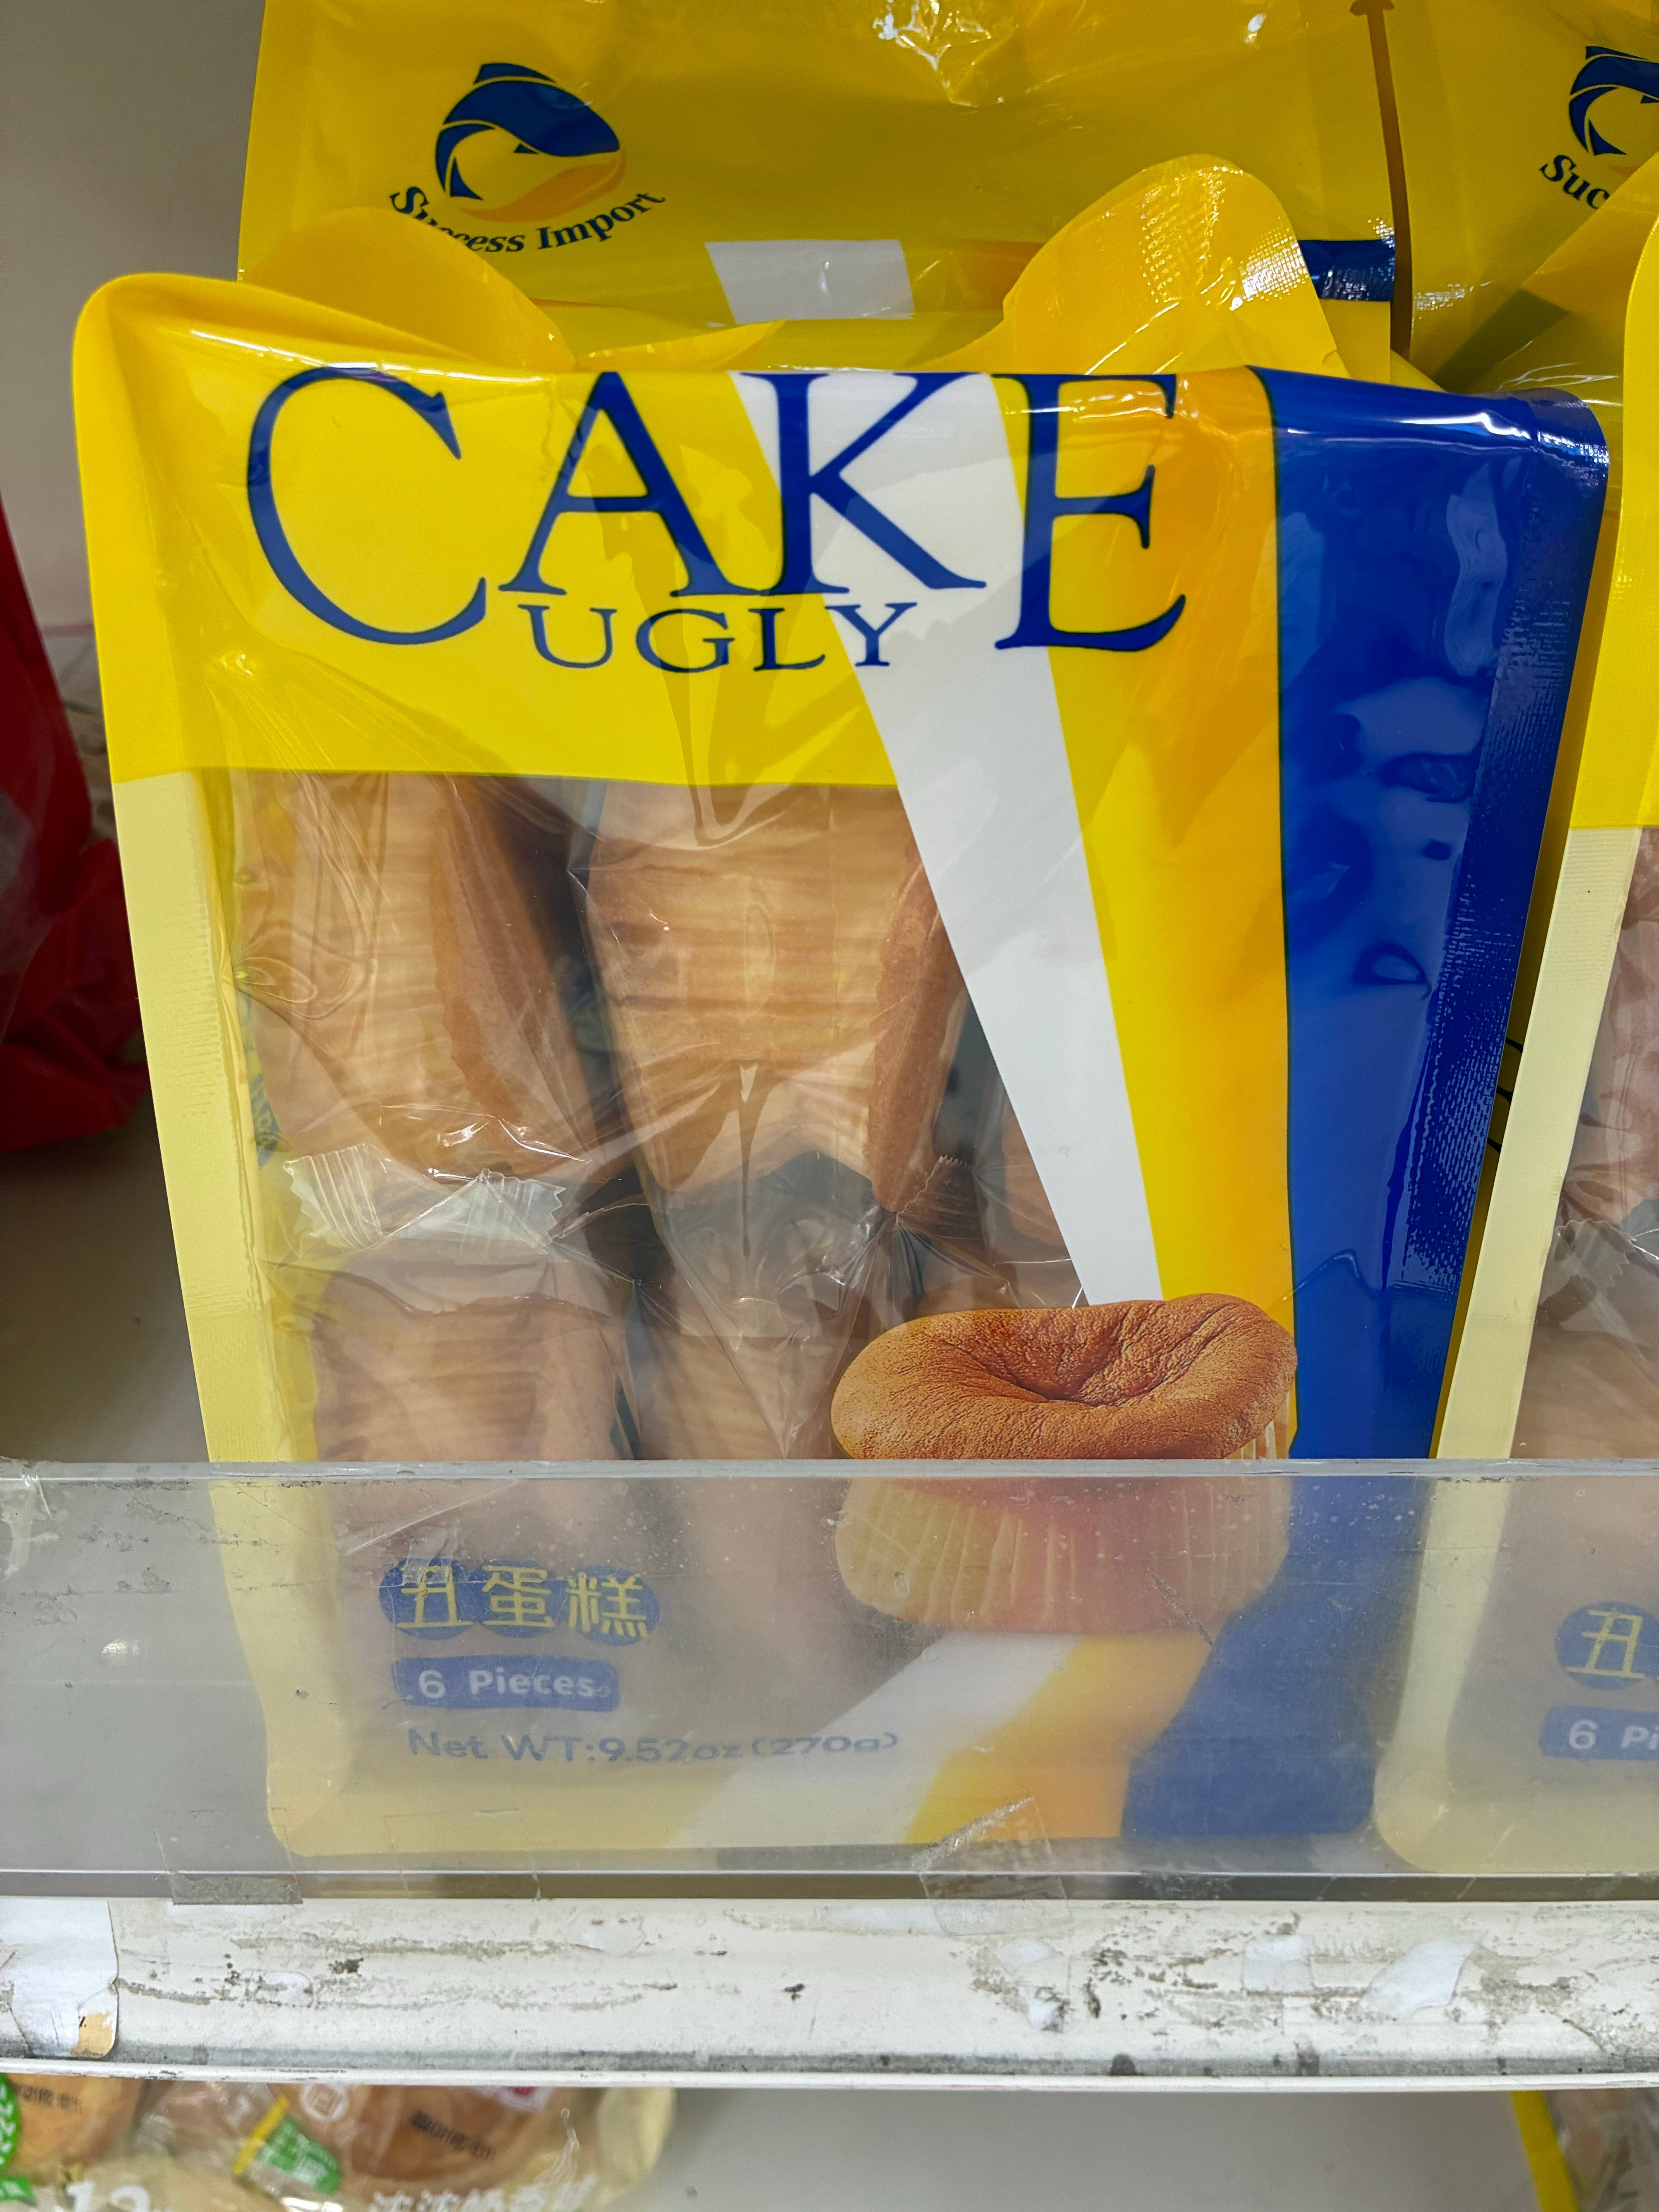 Success Import
Suc
CAKE
UGLY
丑蛋糕
6 Pieces
Net WT:9.52oz(270g)
丑
6 Pi